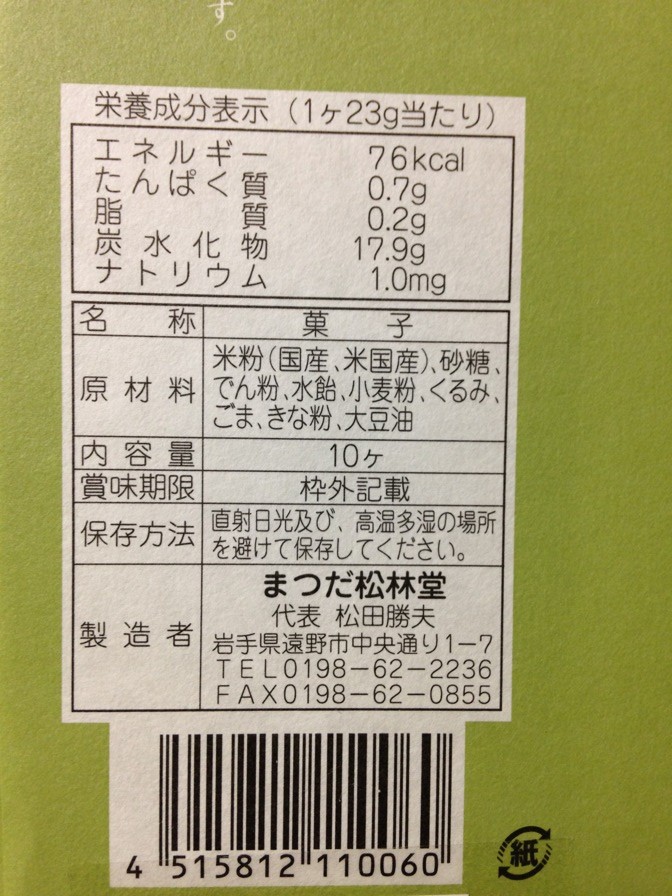 す。
栄養成分表示（1ヶ23g当たり）
エネルギー 76kcal
たんぱく質 0.7g
脂質 0.2g
炭水化物 17.9g
ナトリウム 1.0mg
名称 菓子
原材料 米粉（国産、米国産）、砂糖、
でん粉、水飴、小麦粉、くるみ、
ごま、きな粉、大豆油
内容量 10ヶ
賞味期限 枠外記載
保存方法 直射日光及び、高温多湿の場所
を避けて保存してください。
製造者 まつだ松林堂
代表 松田勝夫
岩手県遠野市中央通り1－7
TEL0198－62－2236
FAX0198－62－0855
4 515812 110060
紙